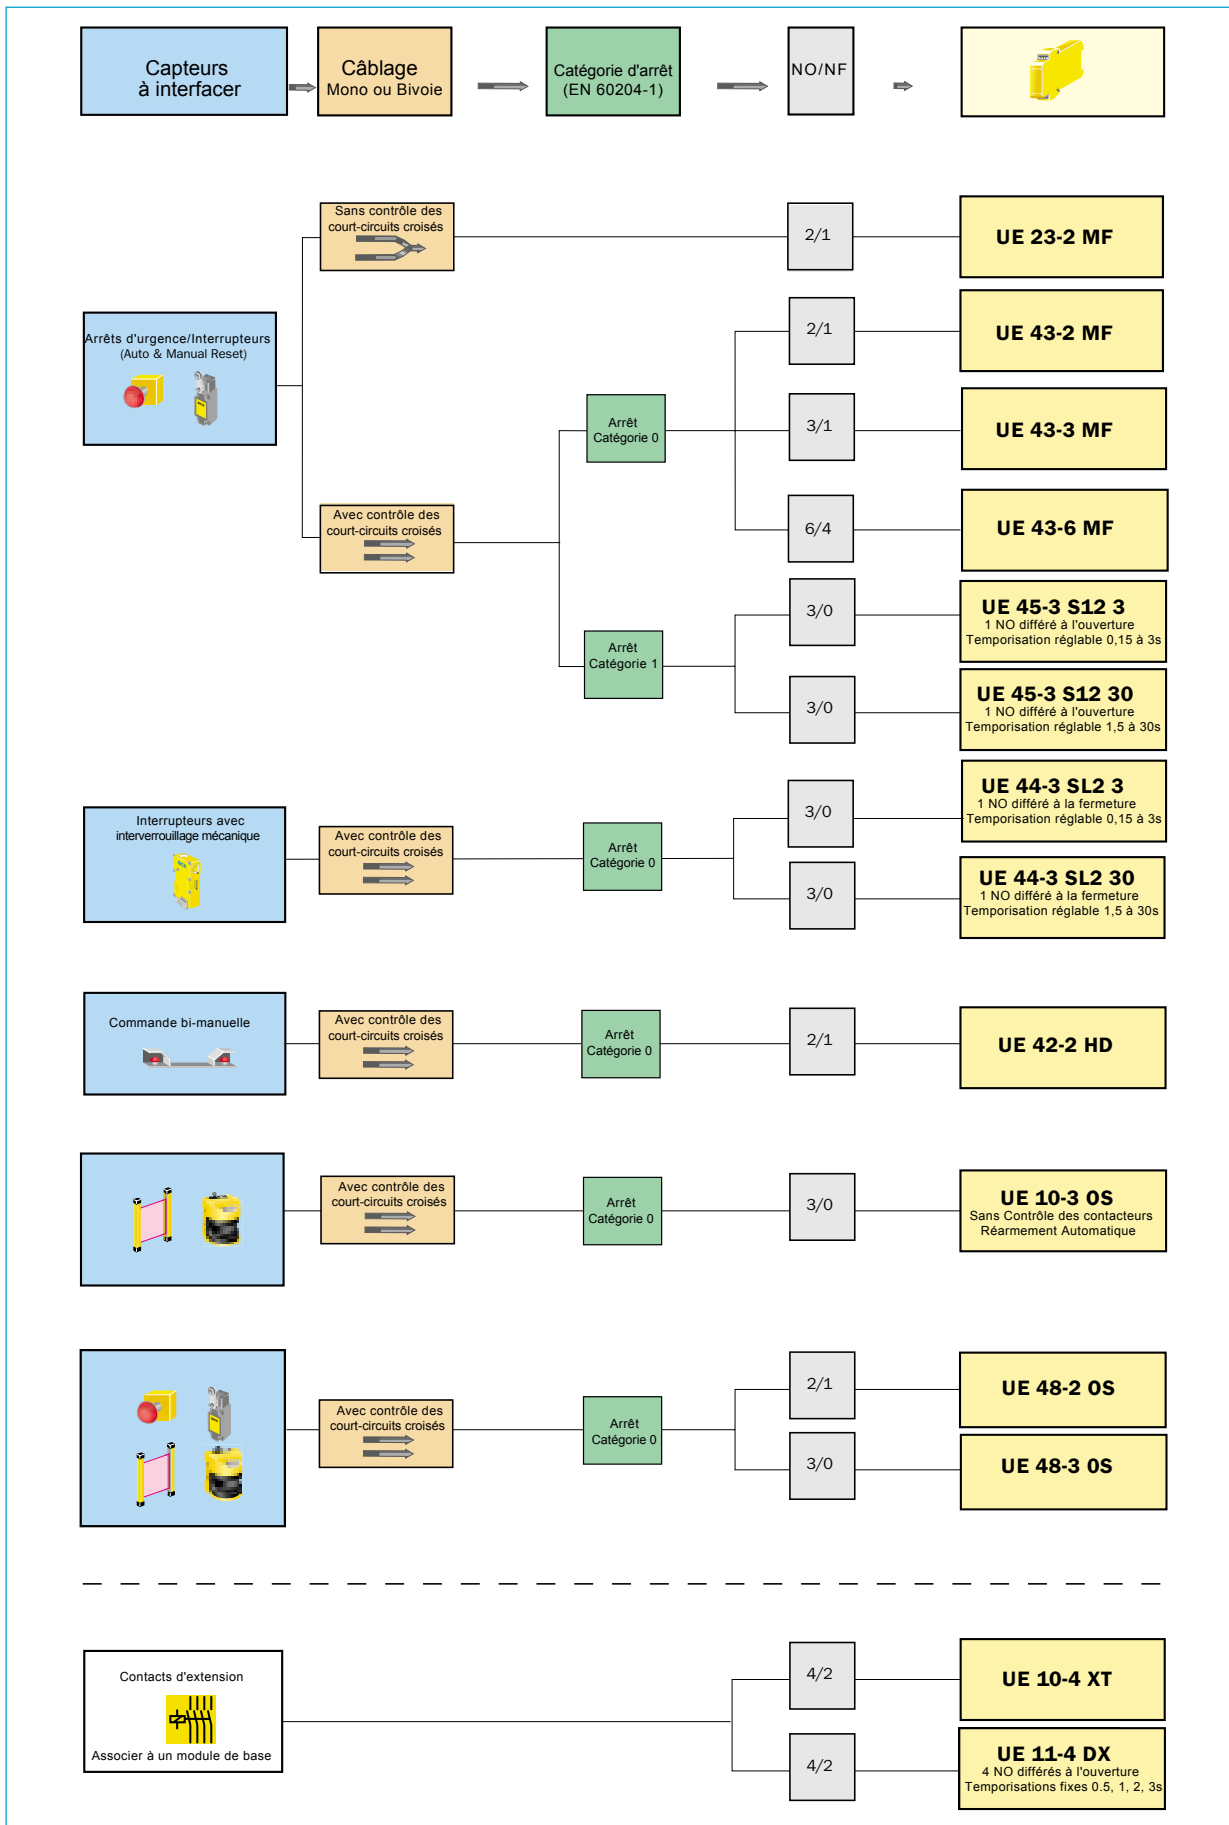 Capteurs
à interfacer
Câblage
Mono ou Bivoie
Catégorie d'arrêt
(EN 60204-1)
NO/NF
Sans contrôle des
court-circuits croisés
2/1
UE 23-2 MF
Arrêts d'urgence/Interrupteurs
(Auto & Manual Reset)
2/1
UE 43-2 MF
Arrêt
Catégorie 0
3/1
UE 43-3 MF
Avec contrôle des
court-circuits croisés
6/4
UE 43-6 MF
Arrêt
Catégorie 1
3/0
UE 45-3 S12 3
1 NO différé à l'ouverture
Temporisation réglable 0,15 à 3s
3/0
UE 45-3 S12 30
1 NO différé à l'ouverture
Temporisation réglable 1,5 à 30s
Interrupteurs avec
interverrouillage mécanique
Avec contrôle des
court-circuits croisés
Arrêt
Catégorie 0
3/0
UE 44-3 SL2 3
1 NO différé à la fermeture
Temporisation réglable 0,15 à 3s
3/0
UE 44-3 SL2 30
1 NO différé à la fermeture
Temporisation réglable 1,5 à 30s
Commande bi-manuelle
Avec contrôle des
court-circuits croisés
Arrêt
Catégorie 0
2/1
UE 42-2 HD
Avec contrôle des
court-circuits croisés
Arrêt
Catégorie 0
3/0
UE 10-3 OS
Sans Contrôle des contacteurs
Réarmement Automatique
Avec contrôle des
court-circuits croisés
Arrêt
Catégorie 0
2/1
UE 48-2 OS
3/0
UE 48-3 OS
Contacts d'extension
Associer à un module de base
4/2
UE 10-4 XT
4/2
UE 11-4 DX
4 NO différés à l'ouverture
Temporisations fixes 0.5, 1, 2, 3s